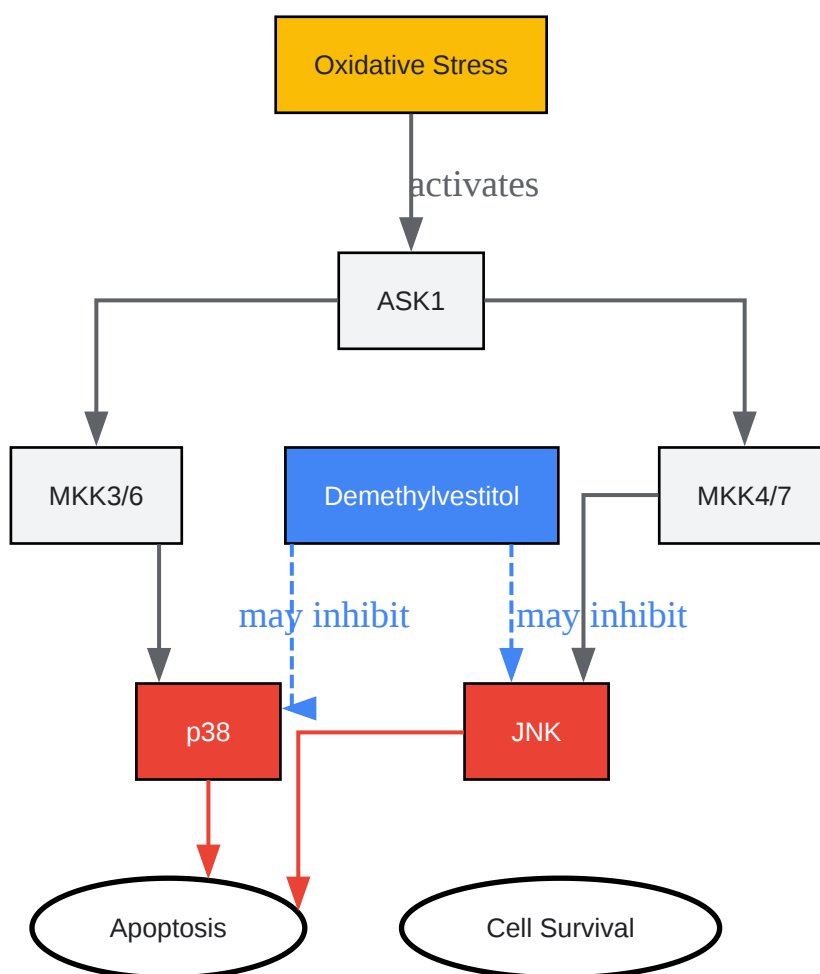 Oxidative Stress
activates
ASK1
MKK3/6
Demethylvestitol
MKK4/7
may inhibit
may inhibit
p38
JNK
Apoptosis
Cell Survival